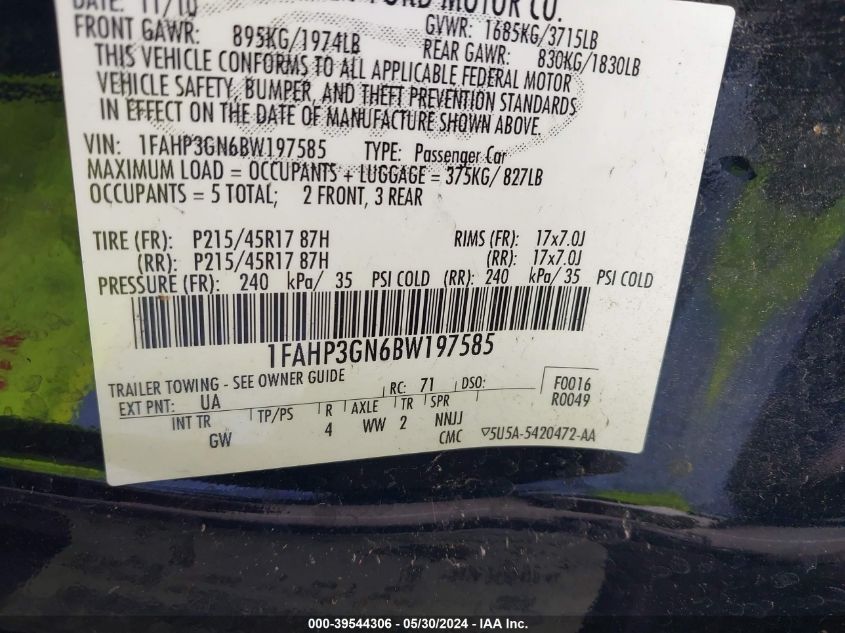 DATE: 11/10
FORD MOTOR CO.
FRONT GAWR: 895KG/1974LB
GVWR: 1685KG/3715LB
REAR GAWR: 830KG/1830LB
THIS VEHICLE CONFORMS TO ALL APPLICABLE FEDERAL MOTOR
VEHICLE SAFETY, BUMPER, AND THEFT PREVENTION STANDARDS
IN EFFECT ON THE DATE OF MANUFACTURE SHOWN ABOVE.
VIN: 1FAHP3GN6BW197585 TYPE: Passenger Car
MAXIMUM LOAD = OCCUPANTS + LUGGAGE = 375KG/ 827LB
OCCUPANTS = 5 TOTAL; 2 FRONT, 3 REAR
TIRE (FR): P215/45R17 87H RIMS (FR): 17x7.0J
(RR): P215/45R17 87H (RR): 17x7.0J
PRESSURE (FR): 240 kPa/ 35 PSI COLD (RR): 240 kPa/ 35 PSI COLD
1FAHP3GN6BW197585
TRAILER TOWING - SEE OWNER GUIDE
EXT PNT: UA RC: 71 DSO: F0016
R0049
INT TR TP/PS R AXLE TR SPR
GW 4 WW 2 NNJJ
CMC ▽5U5A-5420472-AA
000-39544306 - 05/30/2024 - IAA Inc.